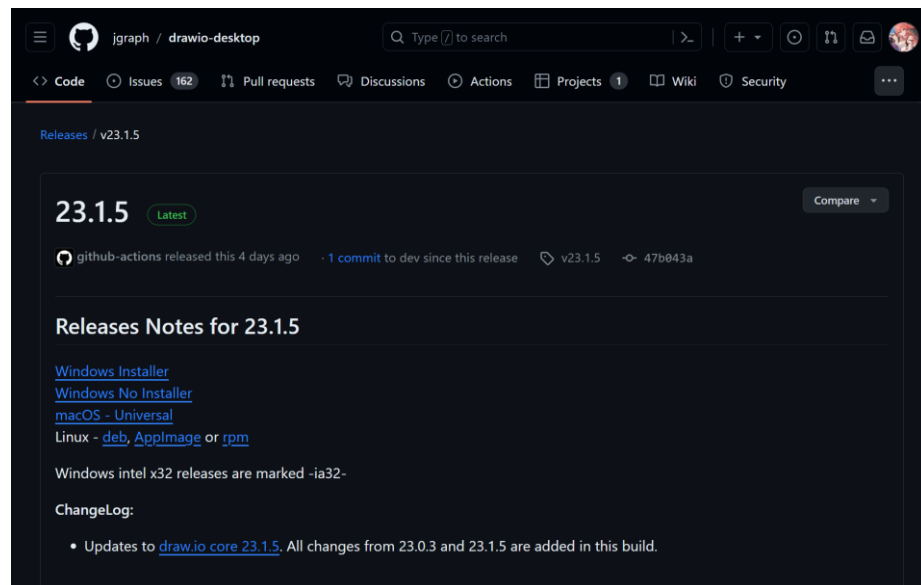 jgraph / drawio-desktop
Type / to search
Code Issues 162 Pull requests Discussions Actions Projects 1 Wiki Security
Releases / v23.1.5
23.1.5 Latest
Compare
github-actions released this 4 days ago · 1 commit to dev since this release v23.1.5 47b043a
Releases Notes for 23.1.5
Windows Installer
Windows No Installer
macOS - Universal
Linux - deb, AppImage or rpm
Windows intel x32 releases are marked -ia32-
ChangeLog:
• Updates to draw.io core 23.1.5. All changes from 23.0.3 and 23.1.5 are added in this build.